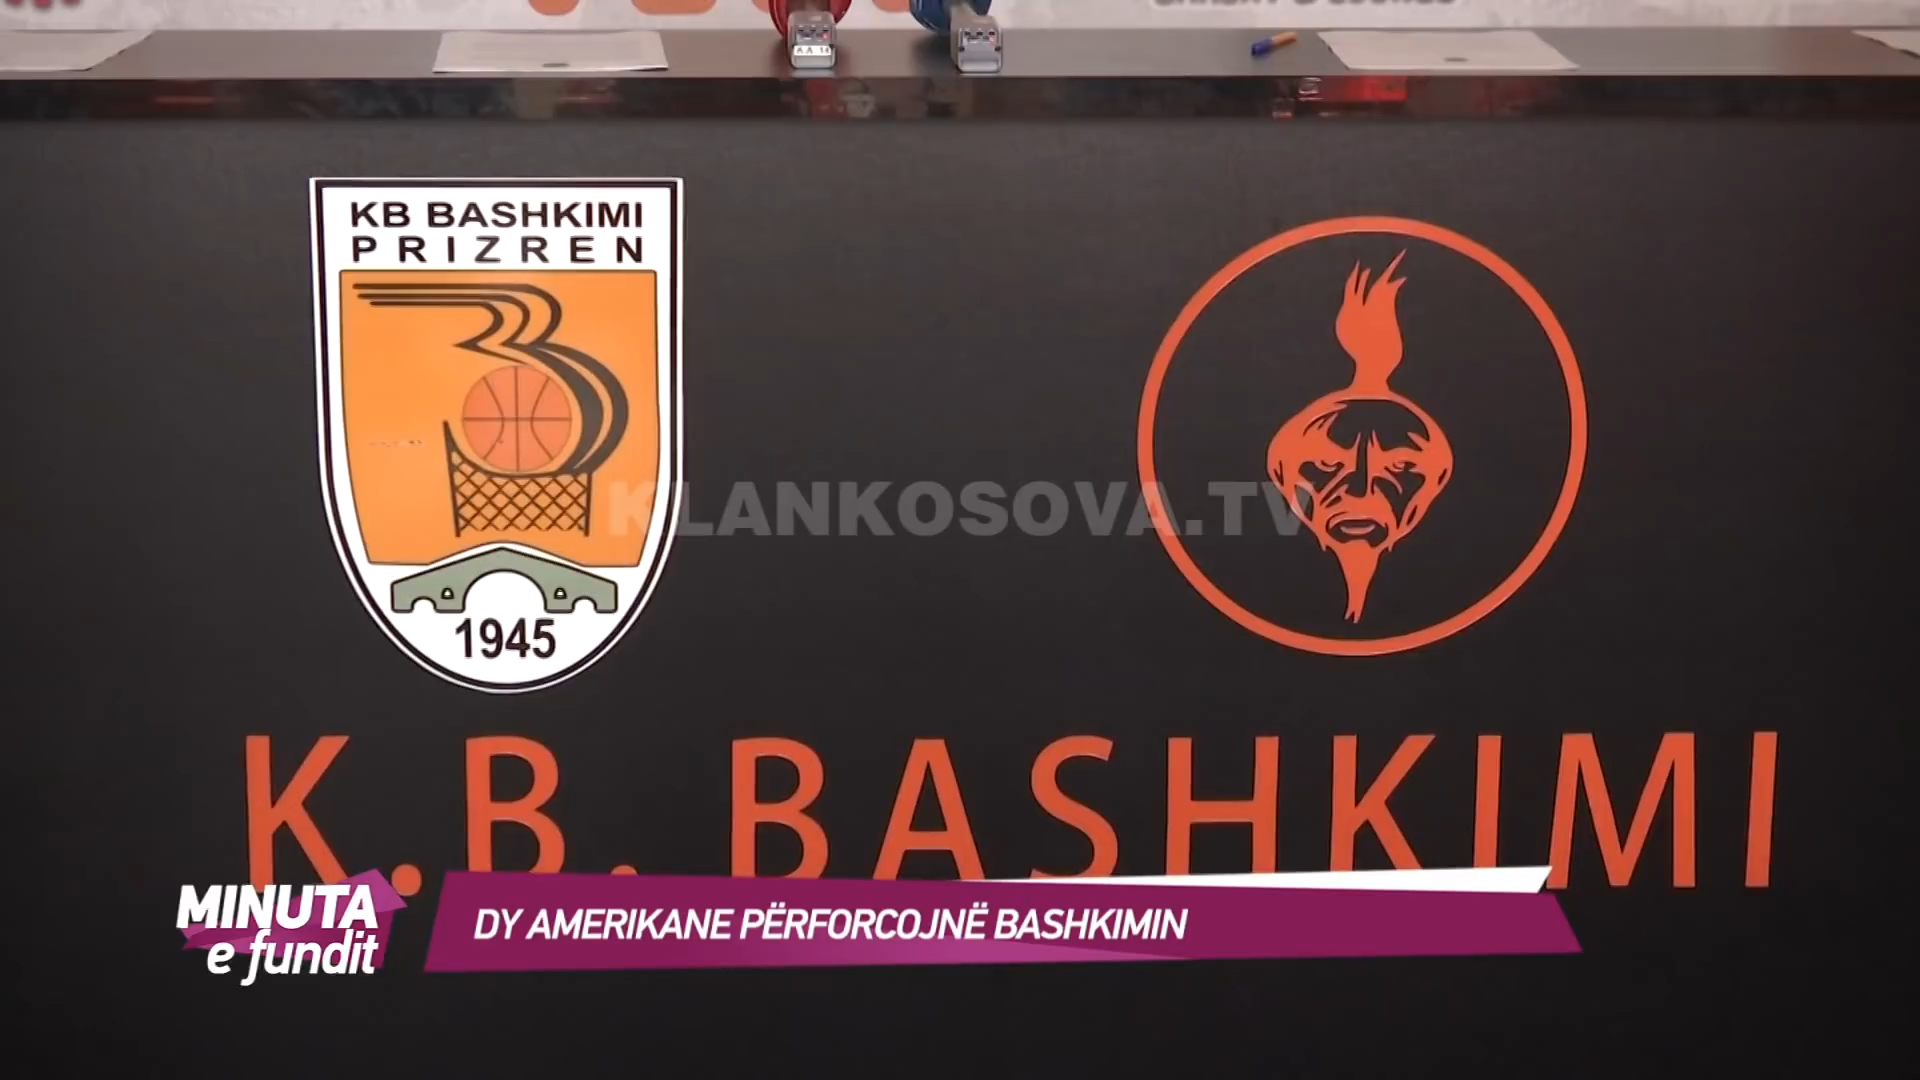 KB BASHKIMI
PRIZREN
1945
KLANKOSOVA.TV
K.B. BASHKIMI
MINUTA
e fundit
DY AMERIKANE PËRFORCOJNË BASHKIMIN